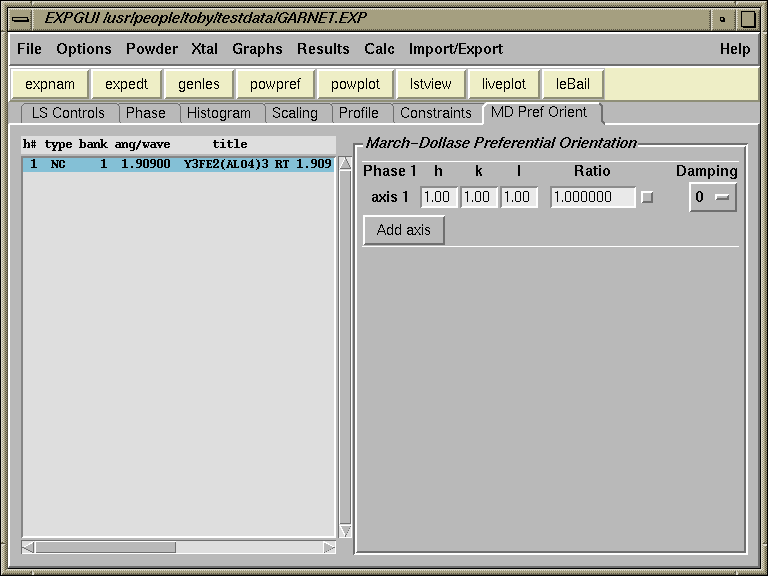 EXPGUI /usr/people/toby/testdata/GARNET.EXP
File Options Powder Xtal Graphs Results Calc Import/Export Help
expnam expedt genles powpref powplot lstview liveplot leBail
LS Controls Phase Histogram Scaling Profile Constraints MD Pref Orient
h# type bank ang/wave title
1 NC 1 1.90900 Y3FE2(ALO4)3 RT 1.909
March-Dollase Preferential Orientation
Phase 1 h k l Ratio Damping
axis 1 1.00 1.00 1.00 1.000000 0
Add axis